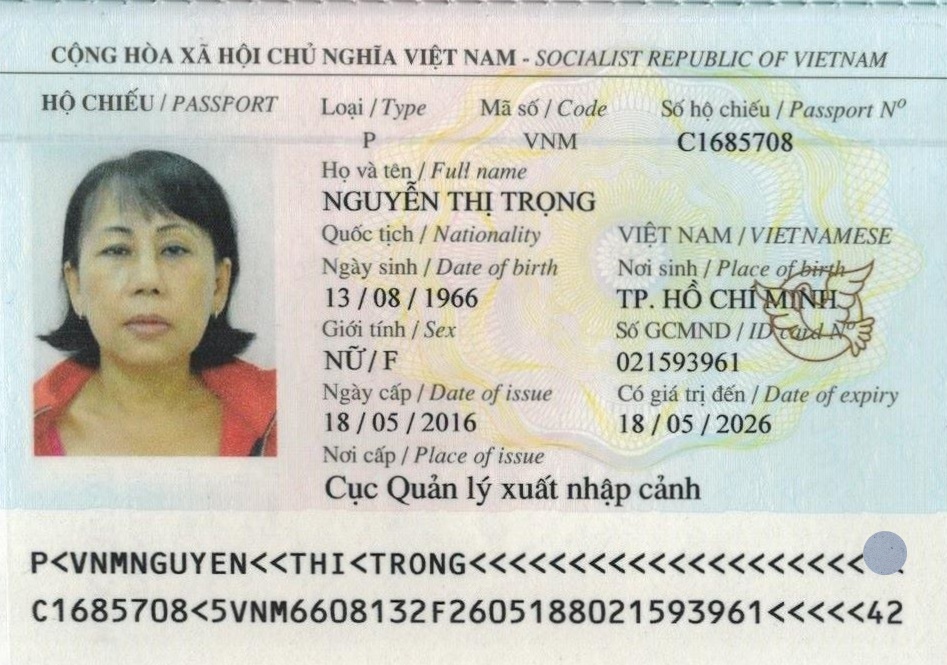 CỘNG HÒA XÃ HỘI CHỦ NGHĨA VIỆT NAM - SOCIALIST REPUBLIC OF VIETNAM
HỘ CHIẾU / PASSPORT
Loại / Type Mã số / Code Số hộ chiếu / Passport Nº
P VNM C1685708
Họ và tên / Full name
NGUYỄN THỊ TRỌNG
Quốc tịch / Nationality VIỆT NAM / VIETNAMESE
Ngày sinh / Date of birth Nơi sinh / Place of birth
13 / 08 / 1966 TP. HỒ CHÍ MINH
Giới tính / Sex Số GCMND / ID card Nº
NỮ / F 021593961
Ngày cấp / Date of issue Có giá trị đến / Date of expiry
18 / 05 / 2016 18 / 05 / 2026
Nơi cấp / Place of issue
Cục Quản lý xuất nhập cảnh
P<VNMNGUYEN<<THI<TRONG<<<<<<<<<<<<<<<<<<<<<
C1685708<5VNM6608132F2605188021593961<<<<<42